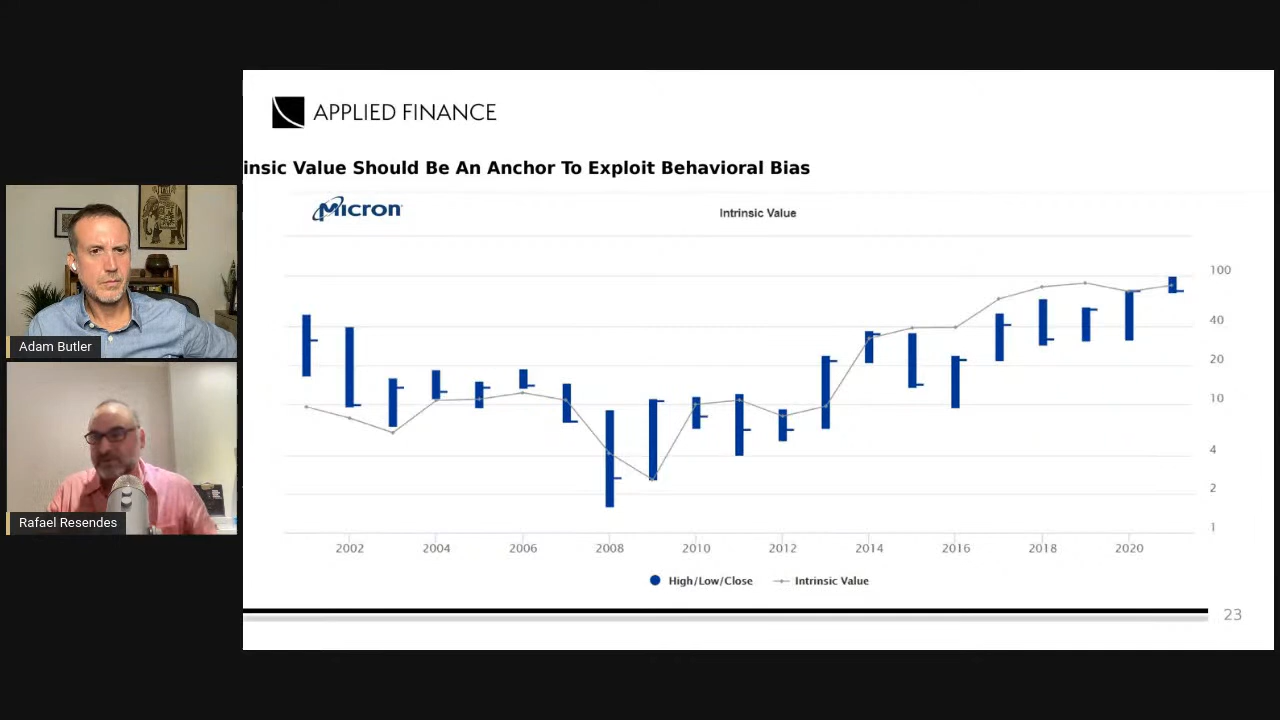 APPLIED FINANCE
insic Value Should Be An Anchor To Exploit Behavioral Bias
Micron
Intrinsic Value
100
40
20
10
4
2
1
2002 2004 2006 2008 2010 2012 2014 2016 2018 2020
High/Low/Close Intrinsic Value
23
Adam Butler
Rafael Resendes